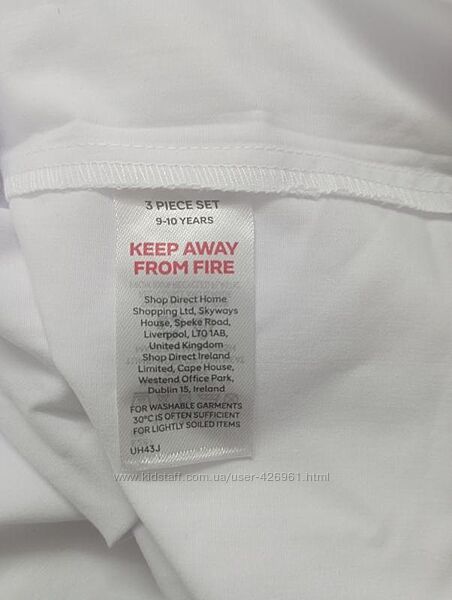 3 PIECE SET
9-10 YEARS
KEEP AWAY
FROM FIRE
Shop Direct Home
Shopping Ltd, Skyways
House, Speke Road,
Liverpool, L70 1AB,
United Kingdom
Shop Direct Ireland
Limited, Cape House,
Westend Office Park,
Dublin 15, Ireland
FOR WASHABLE GARMENTS
30°C IS OFTEN SUFFICIENT
FOR LIGHTLY SOILED ITEMS
UH43J
www.kidstaff.com.ua/user-426961.html